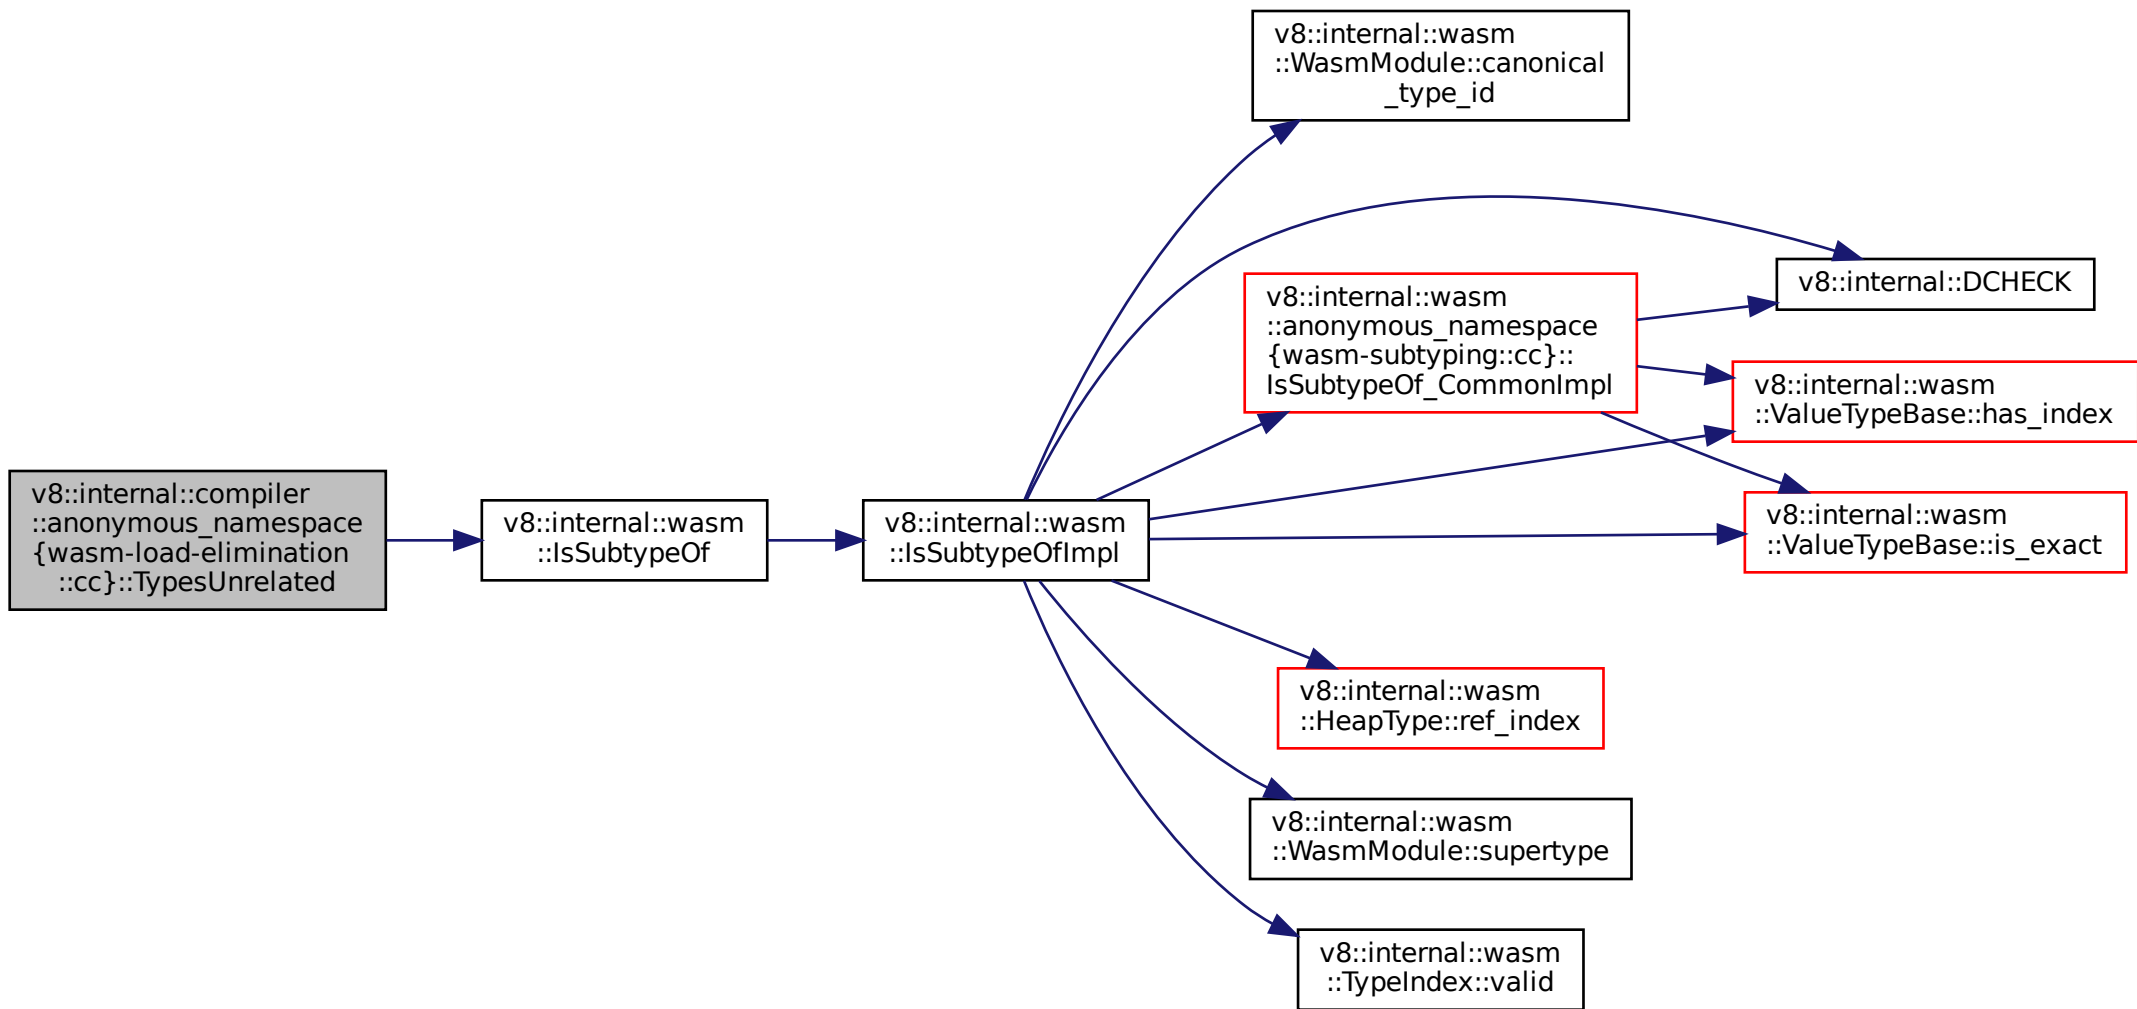 v8::internal::compiler
::anonymous_namespace
{wasm-load-elimination
::cc}::TypesUnrelated
v8::internal::wasm
::IsSubtypeOf
v8::internal::wasm
::IsSubtypeOfImpl
v8::internal::wasm
::WasmModule::canonical
_type_id
v8::internal::DCHECK
v8::internal::wasm
::anonymous_namespace
{wasm-subtyping::cc}::
IsSubtypeOf_CommonImpl
v8::internal::wasm
::ValueTypeBase::has_index
v8::internal::wasm
::ValueTypeBase::is_exact
v8::internal::wasm
::HeapType::ref_index
v8::internal::wasm
::WasmModule::supertype
v8::internal::wasm
::TypeIndex::valid